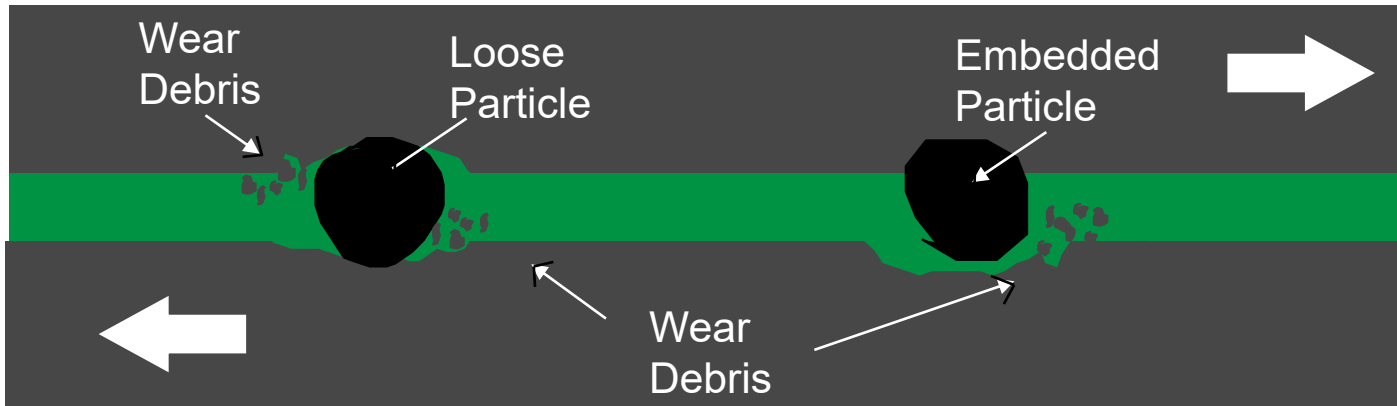 Wear
Debris
Loose
Particle
Embedded
Particle
Wear
Debris